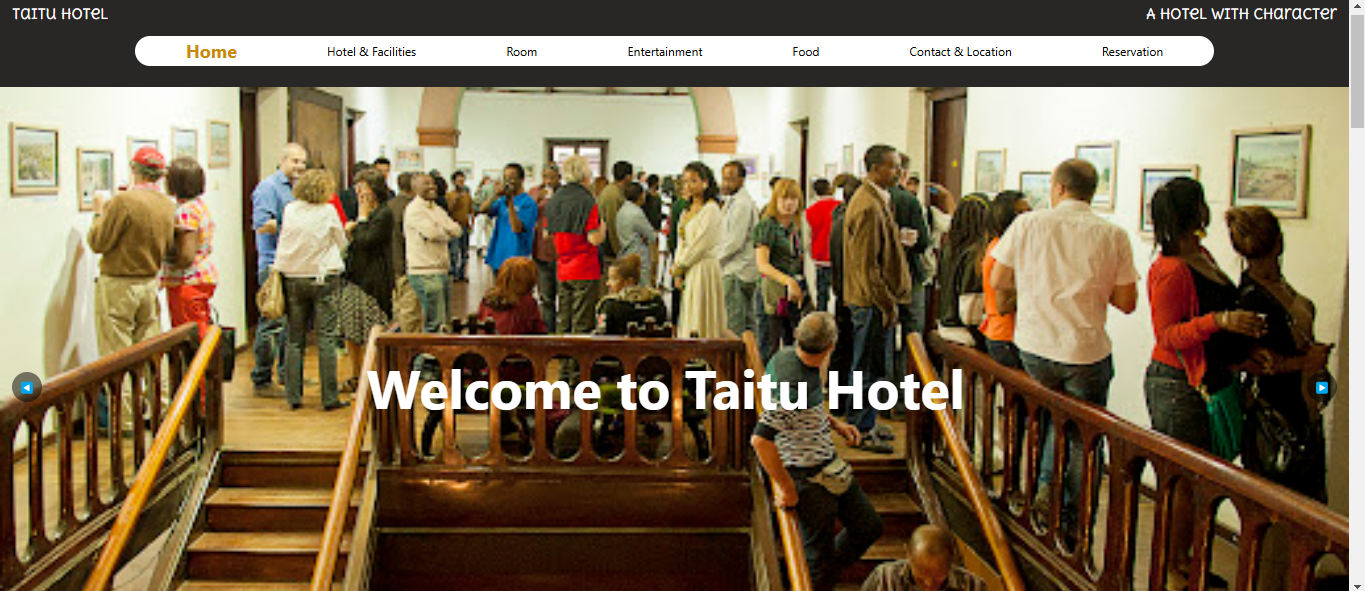 Taitu Hotel
A Hotel with Character
Home
Hotel & Facilities
Room
Entertainment
Food
Contact & Location
Reservation
Welcome to Taitu Hotel